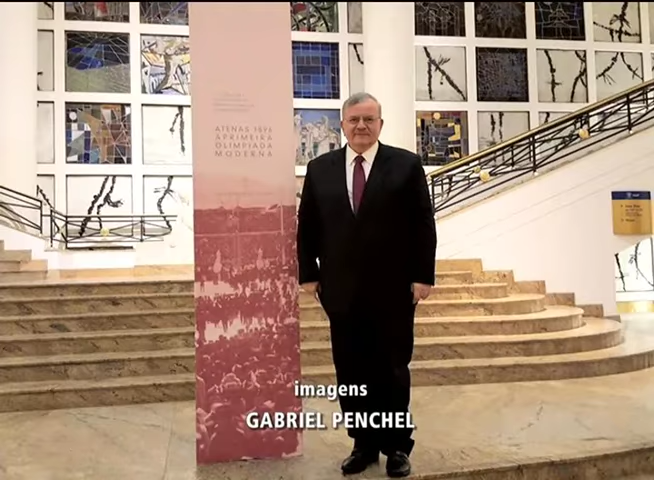 ATENAS 1896
A PRIMEIRA
OLIMPÍADA
MODERNA
imagens
GABRIEL PENCHEL